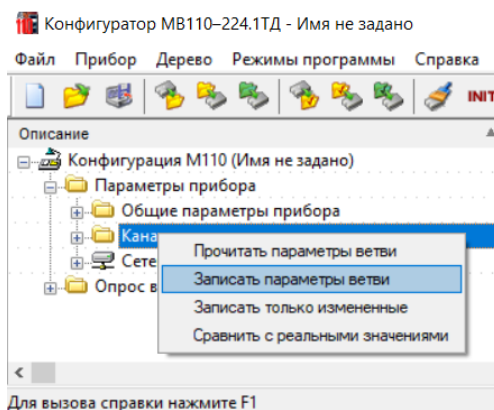 Конфигуратор МВ110–224.1ТД - Имя не задано
Файл Прибор Дерево Режимы программы Справка
INIT
Описание
Конфигурация М110 (Имя не задано)
Параметры прибора
Общие параметры прибора
Кана
Сете
Опрос в
Прочитать параметры ветви
Записать параметры ветви
Записать только измененные
Сравнить с реальными значениями
Для вызова справки нажмите F1